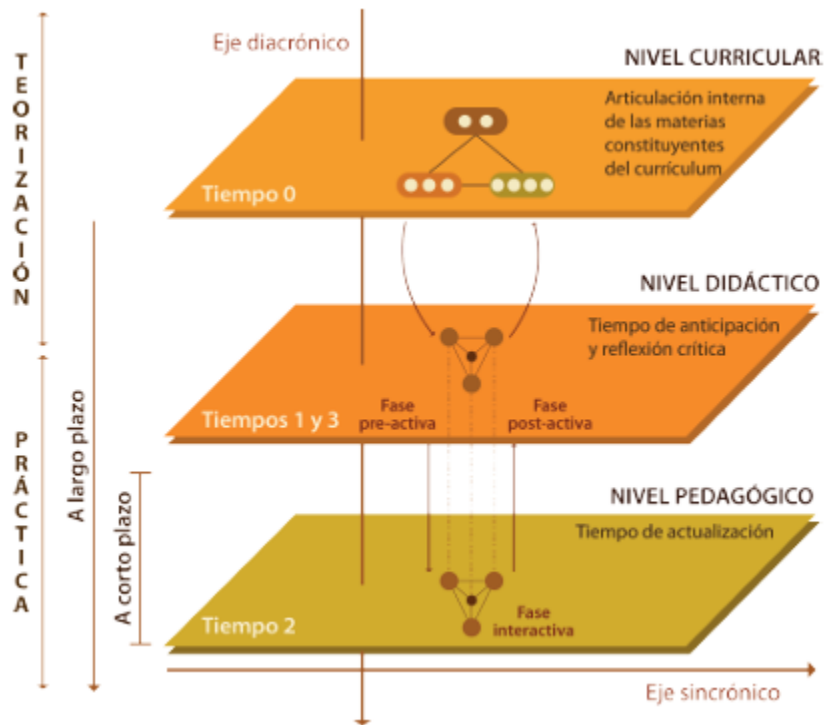 Eje diacrónico
NIVEL CURRICULAR
Articulación interna
de las materias
constituyentes
del currículum
Tiempo 0
TEORIZACIÓN
NIVEL DIDÁCTICO
Tiempo de anticipación
y reflexión crítica
Fase
pre-activa
Fase
post-activa
Tiempos 1 y 3
PRÁCTICA
A largo plazo
A corto plazo
NIVEL PEDAGÓGICO
Tiempo de actualización
Fase
interactiva
Tiempo 2
Eje sincrónico